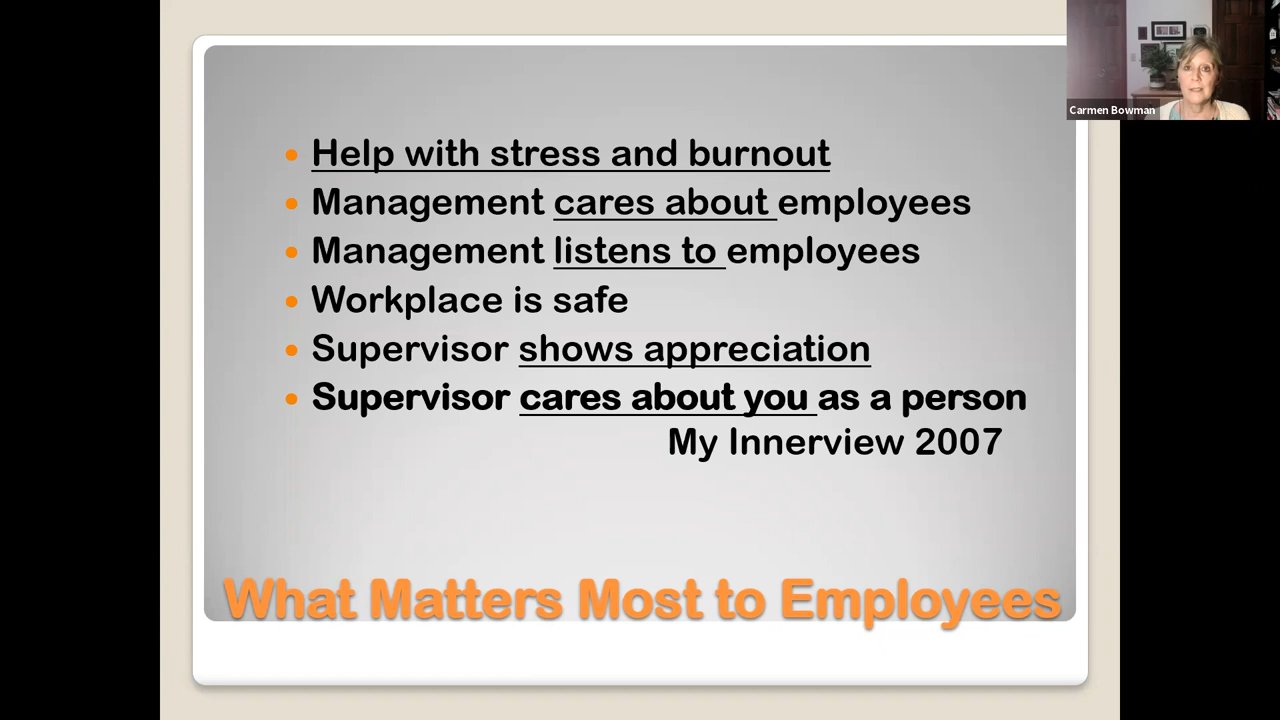 Carmen Bowman
• Help with stress and burnout
• Management cares about employees
• Management listens to employees
• Workplace is safe
• Supervisor shows appreciation
• Supervisor cares about you as a person
My Innerview 2007
What Matters Most to Employees